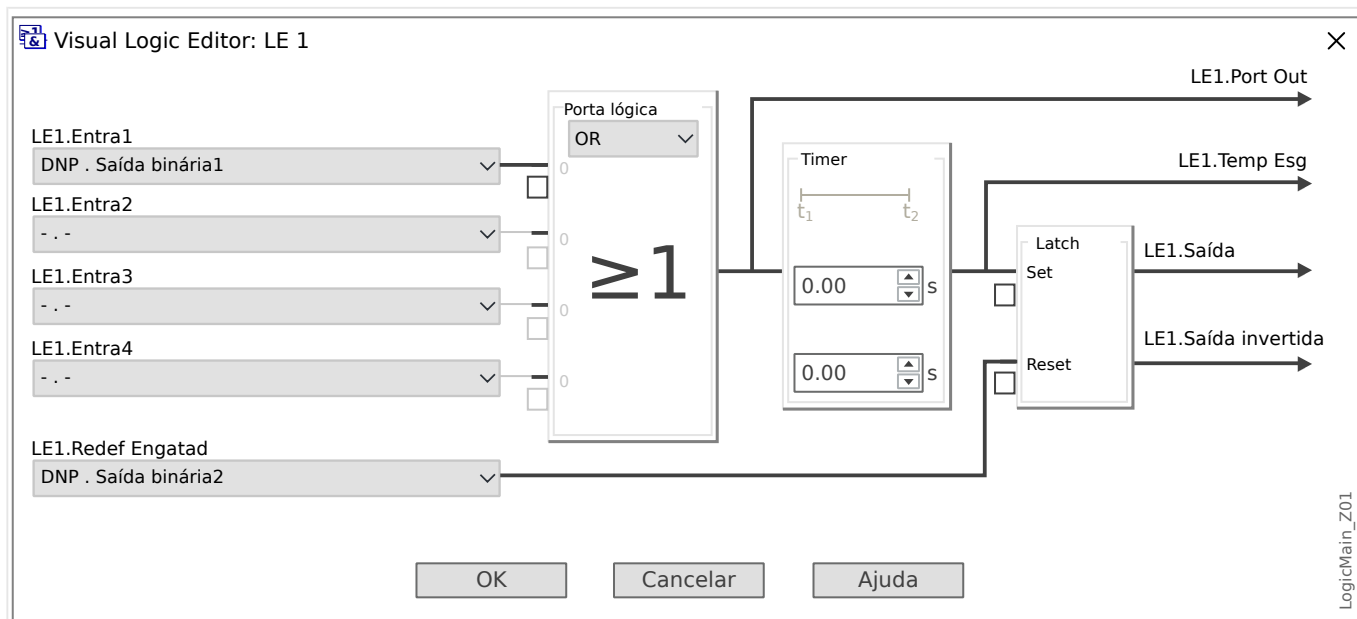 Visual Logic Editor: LE 1
LE1.Port Out
Porta lógica
OR
LE1.Entra1
DNP . Saída binária1
0
Timer
LE1.Temp Esg
t1 t2
LE1.Entra2
- . -
0
≥1
Latch
LE1.Saída
Set
LE1.Entra3
- . -
0
0.00 s
LE1.Saída invertida
LE1.Entra4
- . -
0
0.00 s
Reset
LE1.Redef Engatad
DNP . Saída binária2
OK
Cancelar
Ajuda
LogicMain_Z01